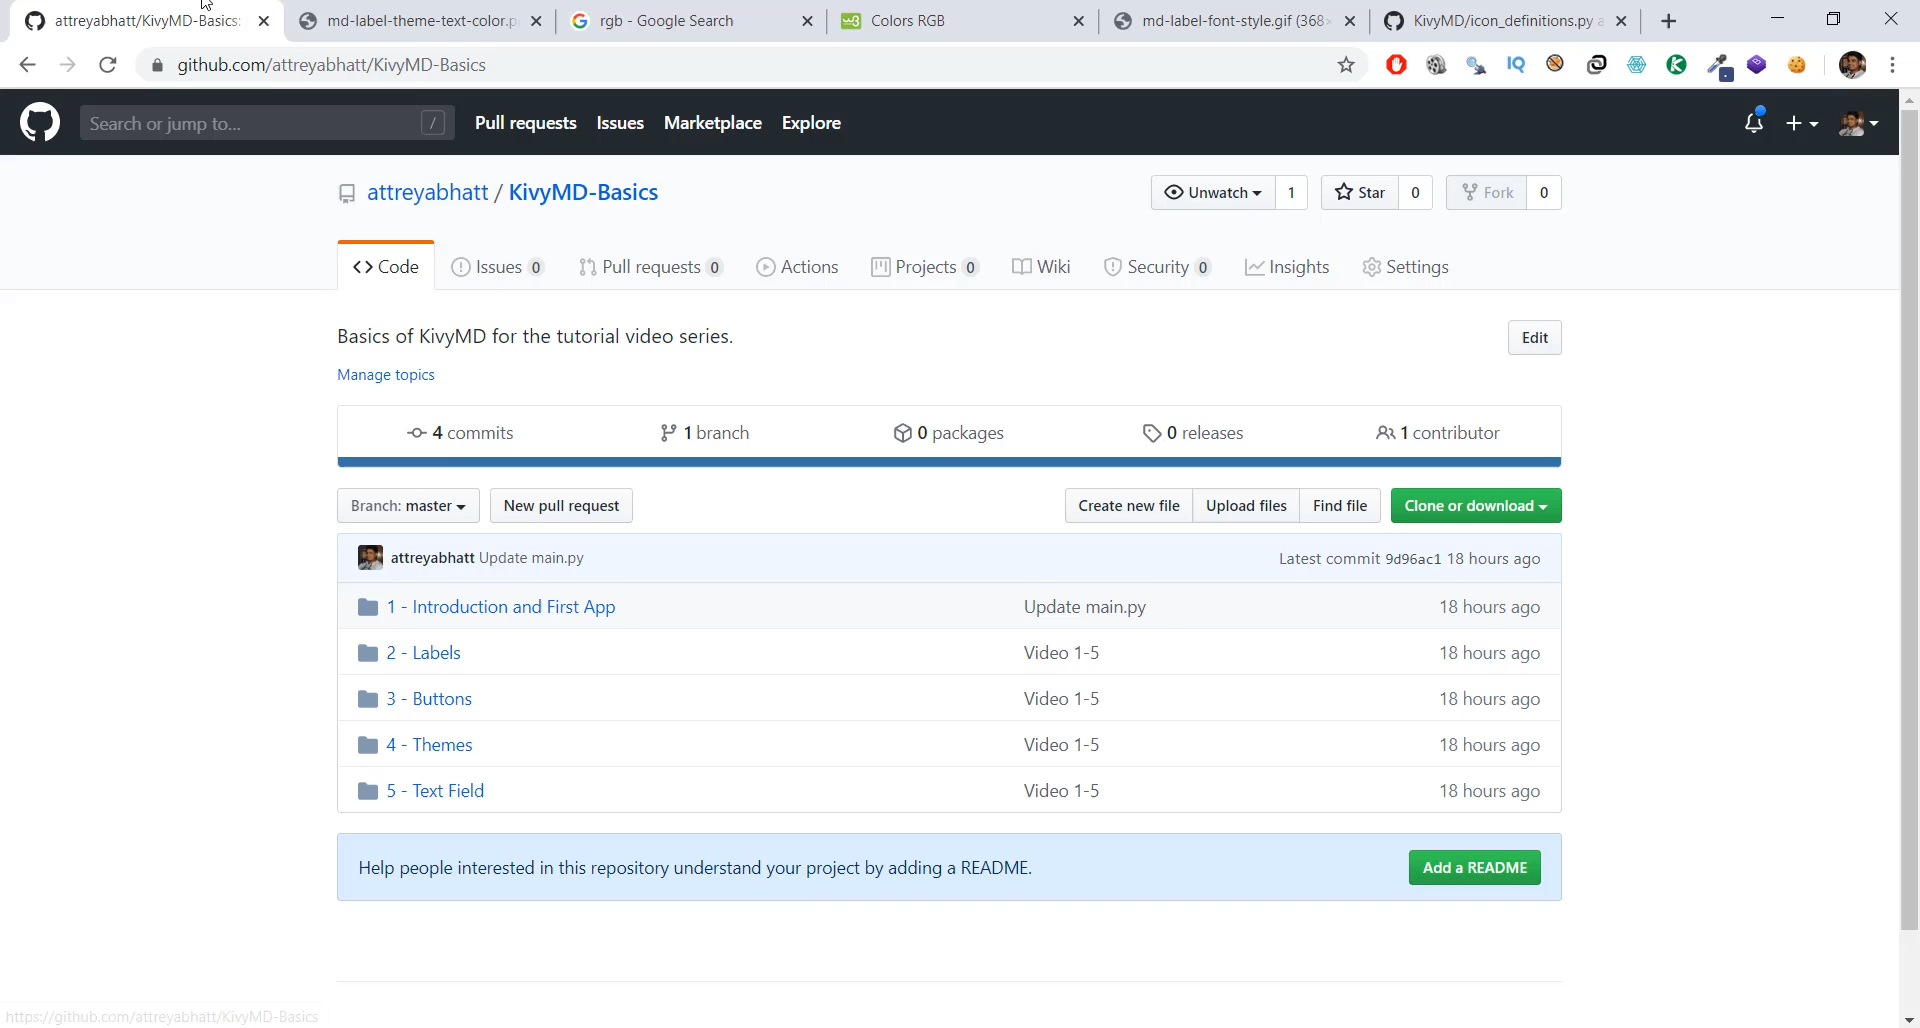 attreyabhatt/KivyMD-Basics:
md-label-theme-text-color.p
rgb - Google Search
Colors RGB
md-label-font-style.gif (368×
KivyMD/icon_definitions.py a
github.com/attreyabhatt/KivyMD-Basics
Search or jump to...
/
Pull requests
Issues
Marketplace
Explore
attreyabhatt / KivyMD-Basics
Unwatch 1
Star 0
Fork 0
Code
Issues 0
Pull requests 0
Actions
Projects 0
Wiki
Security 0
Insights
Settings
Basics of KivyMD for the tutorial video series.
Edit
Manage topics
4 commits
1 branch
0 packages
0 releases
1 contributor
Branch: master
New pull request
Create new file
Upload files
Find file
Clone or download
attreyabhatt Update main.py
Latest commit 9d96ac1 18 hours ago
1 - Introduction and First App Update main.py 18 hours ago
2 - Labels Video 1-5 18 hours ago
3 - Buttons Video 1-5 18 hours ago
4 - Themes Video 1-5 18 hours ago
5 - Text Field Video 1-5 18 hours ago
Help people interested in this repository understand your project by adding a README.
Add a README
https://github.com/attreyabhatt/KivyMD-Basics